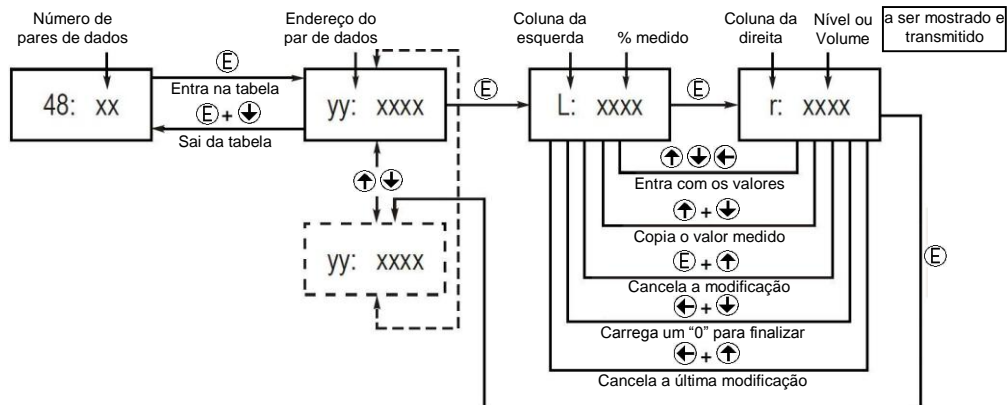 Número de
pares de dados
Endereço do
par de dados
Coluna da
esquerda
% medido
Coluna da
direita
Nível ou
Volume
a ser mostrado e
transmitido
48: xx
E
Entra na tabela
E + ↓
Sai da tabela
yy: xxxx
E
L: xxxx
E
r: xxxx
↑ ↓ ←
Entra com os valores
↑ ↓
↑ + ↓
Copia o valor medido
yy: xxxx
E + ↑
Cancela a modificação
E
← + ↓
Carrega um “0” para finalizar
← + ↑
Cancela a última modificação